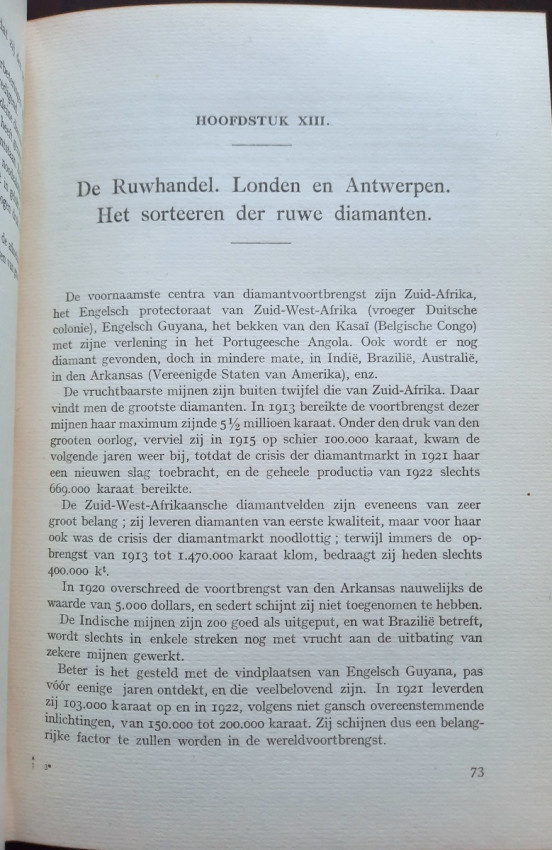 HOOFDSTUK XIII.
De Ruwhandel. Londen en Antwerpen.
Het sorteeren der ruwe diamanten.
De voornaamste centra van diamantvoortbrengst zijn Zuid-Afrika,
het Engelsch protectoraat van Zuid-West-Afrika (vroeger Duitsche
colonie), Engelsch Guyana, het bekken van den Kasaï (Belgische Congo)
met zijne verlening in het Portugeesche Angola. Ook wordt er nog
diamant gevonden, doch in mindere mate, in Indië, Brazilië, Australië,
in den Arkansas (Vereenigde Staten van Amerika), enz.
De vruchtbaarste mijnen zijn buiten twijfel die van Zuid-Afrika. Daar
vindt men de grootste diamanten. In 1913 bereikte de voortbrengst dezer
mijnen haar maximum zijnde 5 ½ millioen karaat. Onder den druk van den
grooten oorlog, verviel zij in 1915 op schier 100.000 karaat, kwam de
volgende jaren weer bij, totdat de crisis der diamantmarkt in 1921 haar
een nieuwen slag toebracht, en de geheele productie van 1922 slechts
669.000 karaat bereikte.
De Zuid-West-Afrikaansche diamantvelden zijn eveneens van zeer
groot belang ; zij leveren diamanten van eerste kwaliteit, maar voor haar
ook was de crisis der diamantmarkt noodlottig ; terwijl immers de op-
brengst van 1913 tot 1.470.000 karaat klom, bedraagt zij heden slechts
400.000 kt.
In 1920 overschreed de voortbrengst van den Arkansas nauwelijks de
waarde van 5.000 dollars, en sedert schijnt zij niet toegenomen te hebben.
De Indische mijnen zijn zoo goed als uitgeput, en wat Brazilië betreft,
wordt slechts in enkele streken nog met vrucht aan de uitbating van
zekere mijnen gewerkt.
Beter is het gesteld met de vindplaatsen van Engelsch Guyana, pas
vóór eenige jaren ontdekt, en die veelbelovend zijn. In 1921 leverden
zij 103.000 karaat op en in 1922, volgens niet gansch overeenstemmende
inlichtingen, van 150.000 tot 200.000 karaat. Zij schijnen dus een belang-
rijke factor te zullen worden in de wereldvoortbrengst.
73